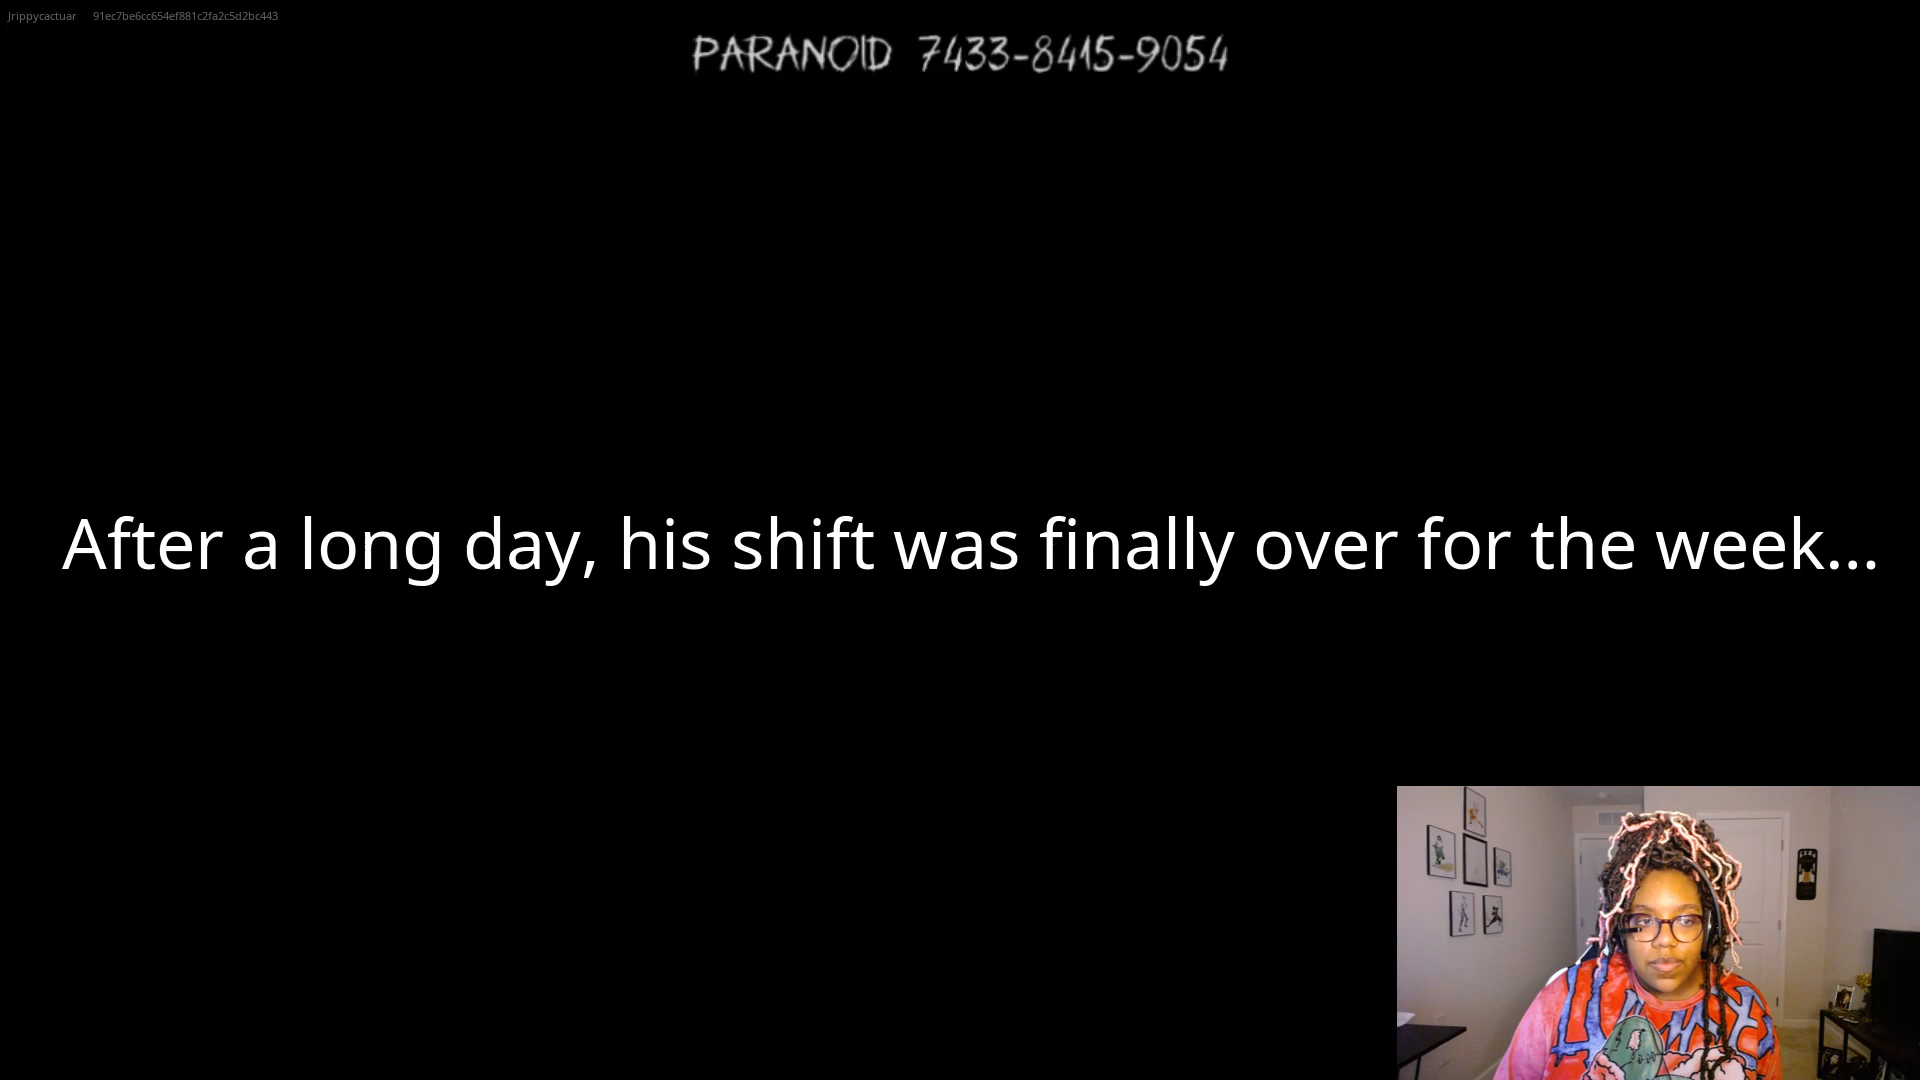 Jrippycactuar 91ec7be6cc654ef881c2fa2c5d2bc443
PARANOID 7433-8415-9054
After a long day, his shift was finally over for the week...